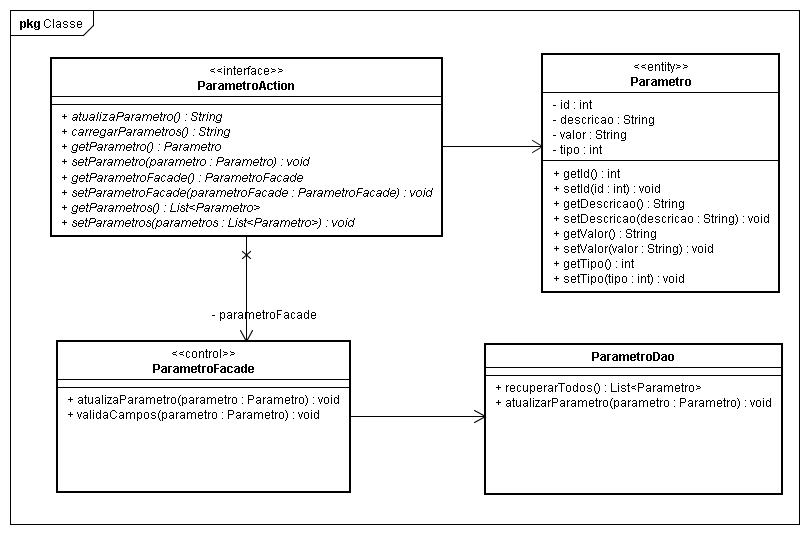 pkg Classe
<<interface>>
ParametroAction
+ atualizaParametro() : String
+ carregarParametros() : String
+ getParametro() : Parametro
+ setParametro(parametro : Parametro) : void
+ getParametroFacade() : ParametroFacade
+ setParametroFacade(parametroFacade : ParametroFacade) : void
+ getParametros() : List<Parametro>
+ setParametros(parametros : List<Parametro>) : void
<<entity>>
Parametro
- id : int
- descricao : String
- valor : String
- tipo : int
+ getId() : int
+ setId(id : int) : void
+ getDescricao() : String
+ setDescricao(descricao : String) : void
+ getValor() : String
+ setValor(valor : String) : void
+ getTipo() : int
+ setTipo(tipo : int) : void
- parametroFacade
<<control>>
ParametroFacade
+ atualizaParametro(parametro : Parametro) : void
+ validaCampos(parametro : Parametro) : void
ParametroDao
+ recuperarTodos() : List<Parametro>
+ atualizarParametro(parametro : Parametro) : void